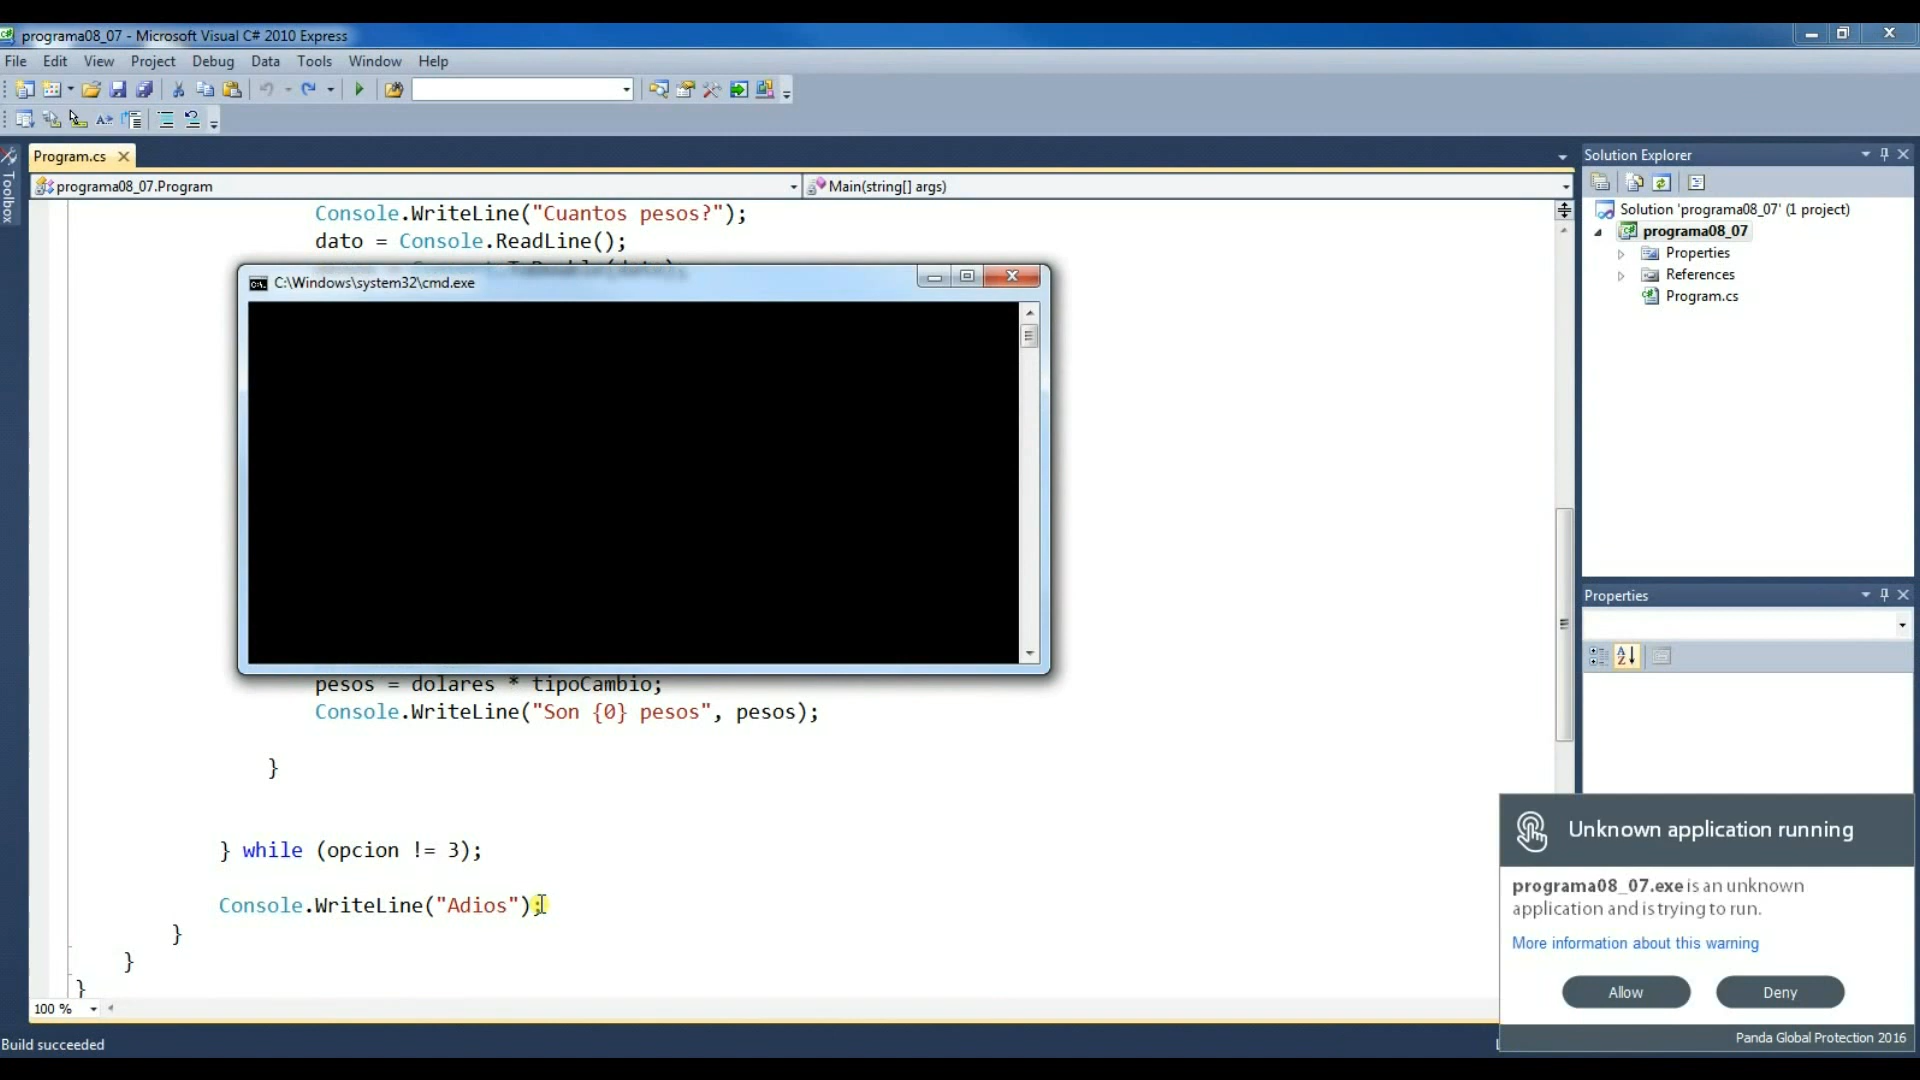 programa08_07 - Microsoft Visual C# 2010 Express
File Edit View Project Debug Data Tools Window Help
Toolbox
Program.cs
programa08_07.Program
Main(string[] args)
Console.WriteLine("Cuantos pesos?");
dato = Console.ReadLine();
C:\Windows\system32\cmd.exe
pesos = dolares * tipoCambio;
Console.WriteLine("Son {0} pesos", pesos);
}
} while (opcion != 3);
Console.WriteLine("Adios");
}
}
}
100 %
Build succeeded
Solution Explorer
Solution 'programa08_07' (1 project)
programa08_07
Properties
References
Program.cs
Properties
Unknown application running
programa08_07.exe is an unknown
application and is trying to run.
More information about this warning
Allow Deny
Panda Global Protection 2016